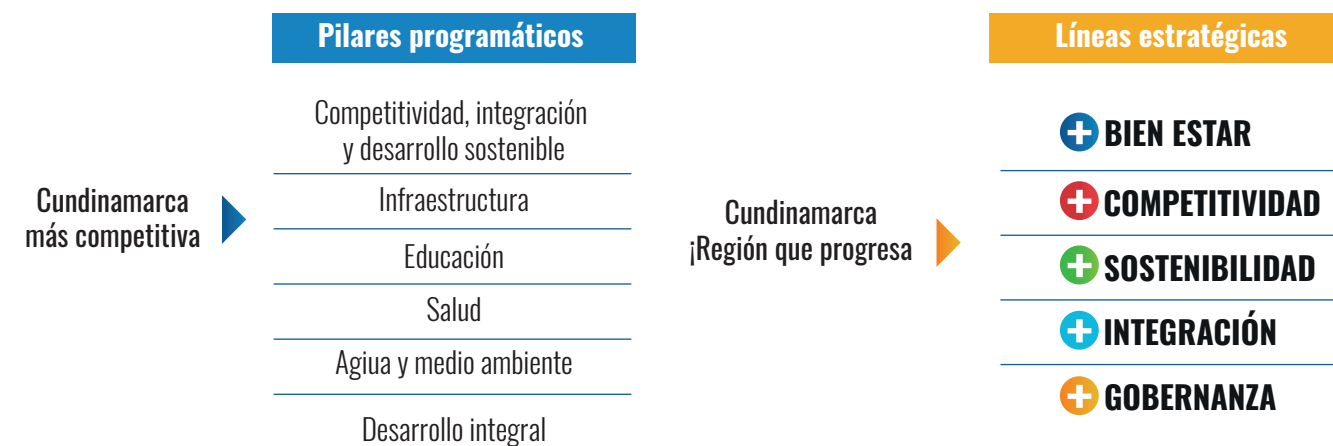 Cundinamarca
más competitiva
Pilares programáticos
Competitividad, integración
y desarrollo sostenible
Infraestructura
Educación
Salud
Agiua y medio ambiente
Desarrollo integral
Cundinamarca
¡Región que progresa
Líneas estratégicas
BIEN ESTAR
COMPETITIVIDAD
SOSTENIBILIDAD
INTEGRACIÓN
GOBERNANZA